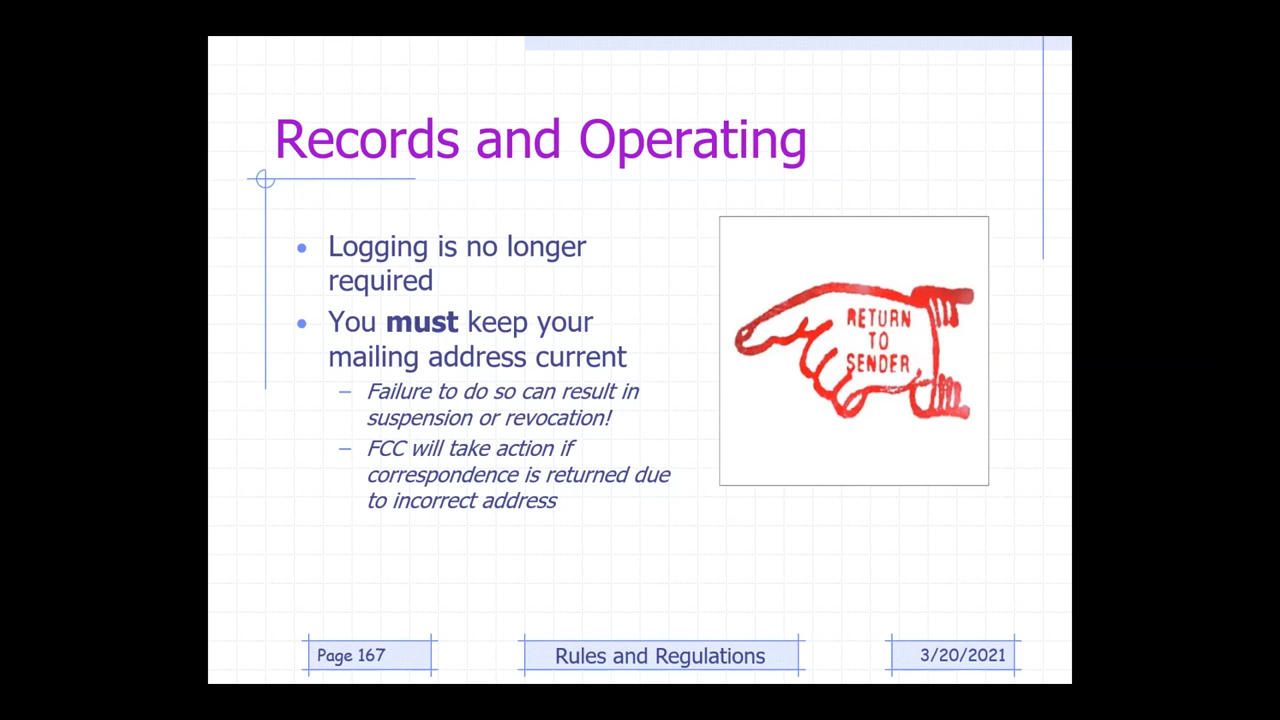 Records and Operating
Logging is no longer
required
You must keep your
mailing address current
– Failure to do so can result in
suspension or revocation!
– FCC will take action if
correspondence is returned due
to incorrect address
RETURN
TO
SENDER
Page 167
Rules and Regulations
3/20/2021